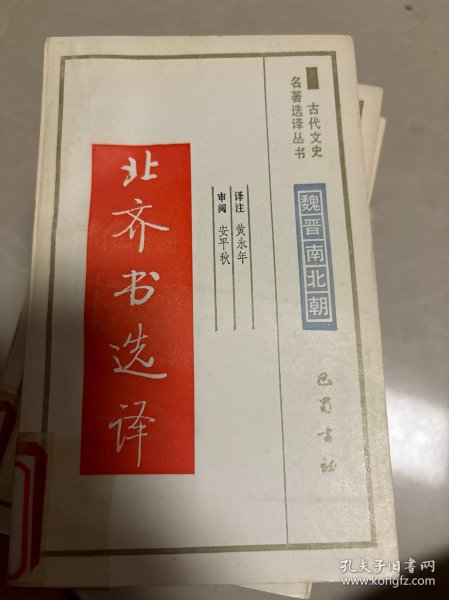 古代文史
名著选译丛书
魏晋南北朝
巴蜀书社
译注 黄永年
审阅 安平秋
北齐书选译
孔夫子旧书网
www.kongfz.com